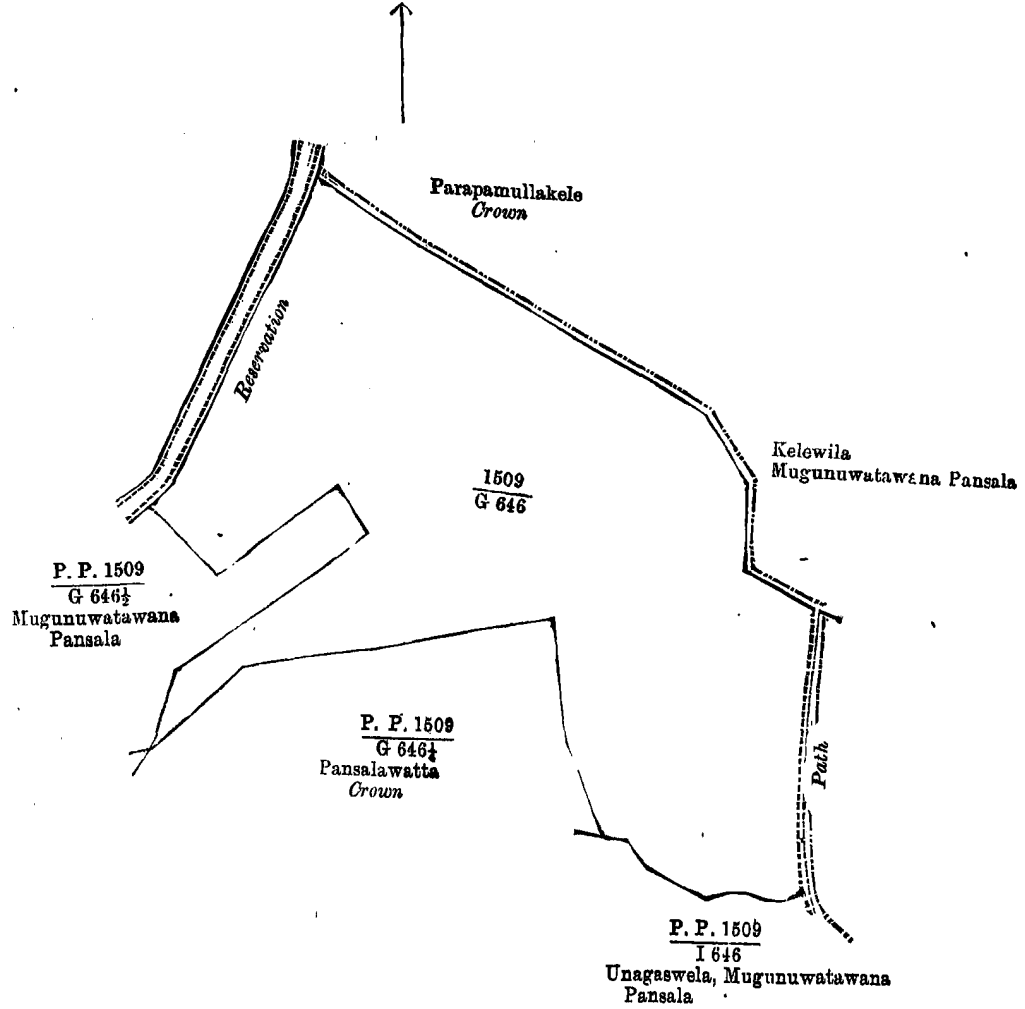 Parapamullakele
Crown
Reservation
Kelewila
Mugunuwatawana Pansala
1509
G 646
P. P. 1509
G 646½
Mugunuwatawana
Pansala
P. P. 1509
G 646¼
Pansalawatta
Crown
Path
P. P. 1509
I 646
Unagaswela, Mugunuwatawana
Pansala